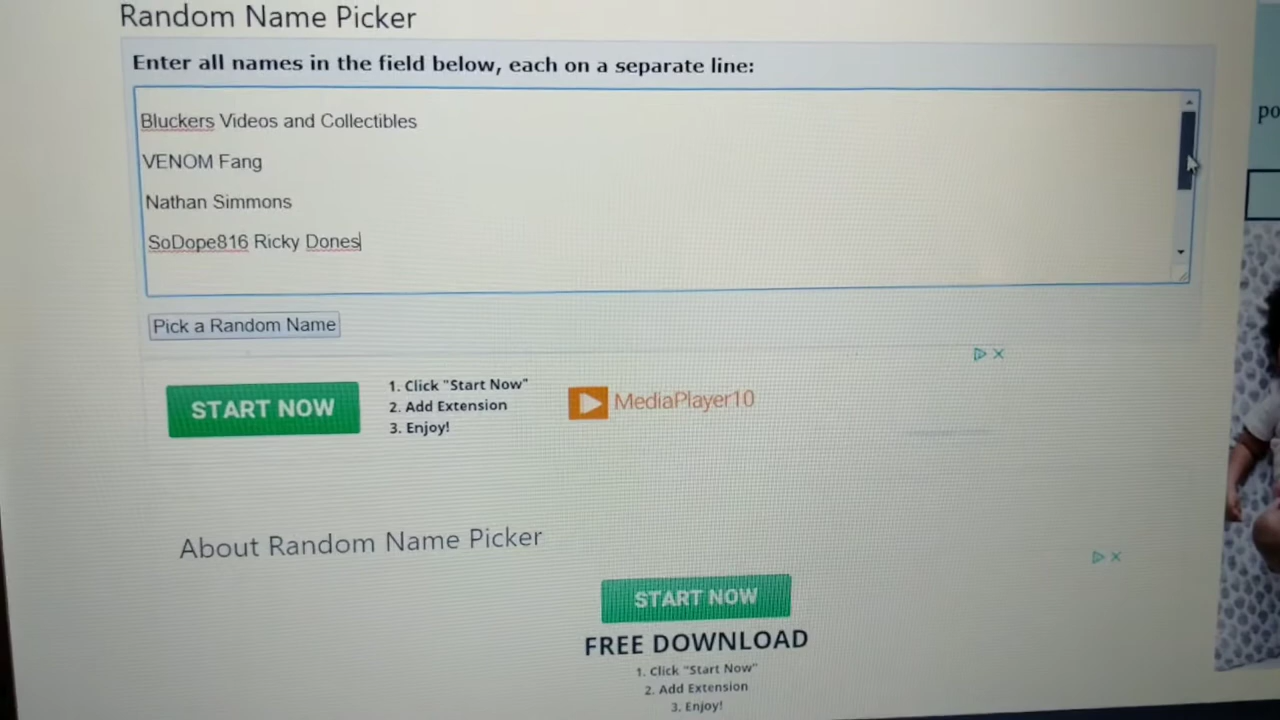 Random Name Picker
Enter all names in the field below, each on a separate line:
Bluckers Videos and Collectibles
VENOM Fang
Nathan Simmons
SoDope816 Ricky Dones
Pick a Random Name
START NOW
1. Click "Start Now"
2. Add Extension
3. Enjoy!
MediaPlayer10
About Random Name Picker
START NOW
FREE DOWNLOAD
1. Click "Start Now"
2. Add Extension
3. Enjoy!